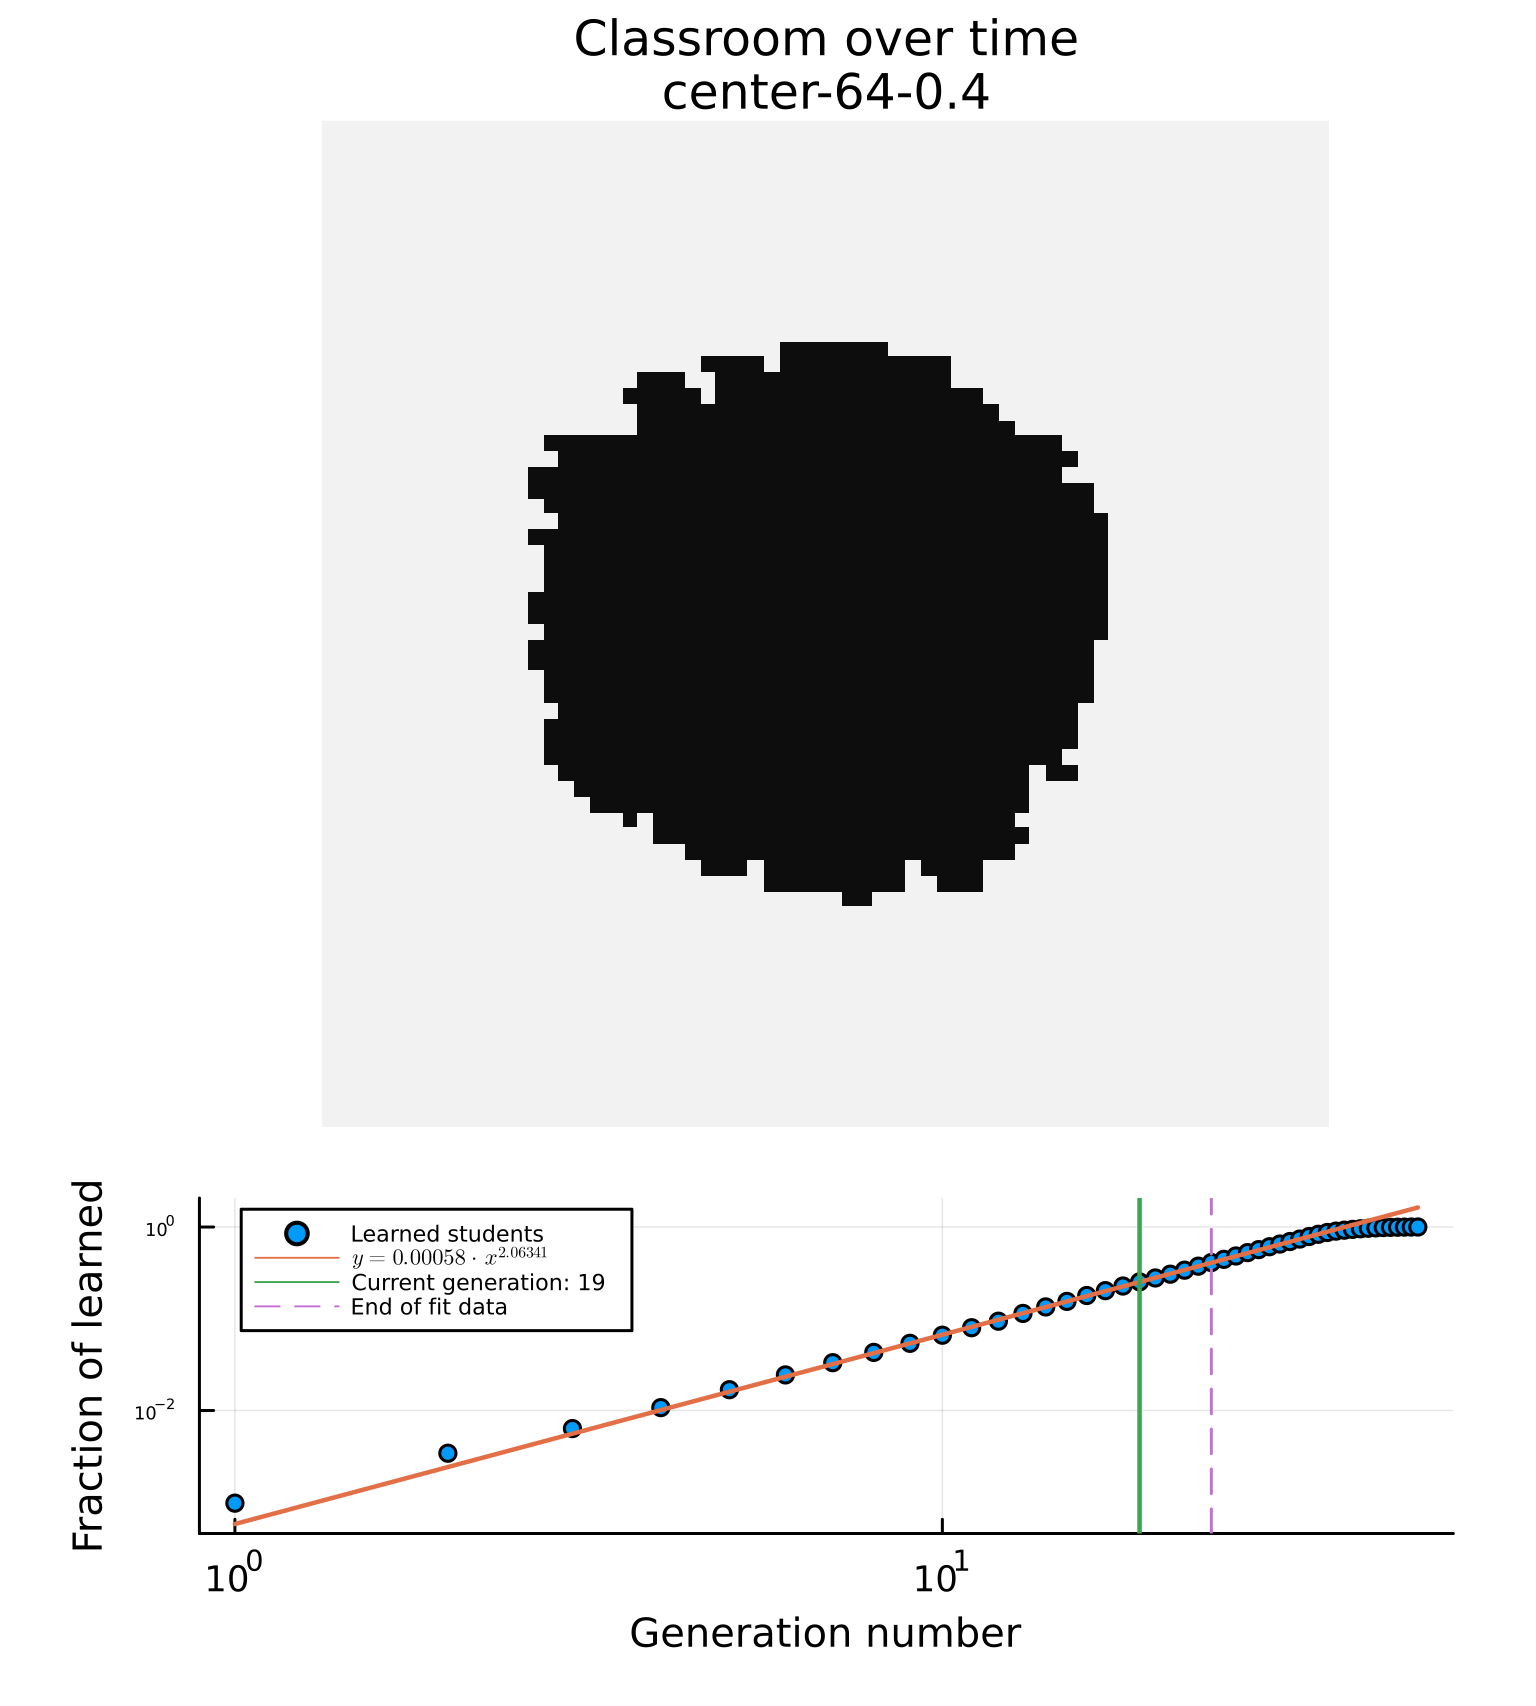 Classroom over time
center-64-0.4
Fraction of learned
10^0
10^−2
Learned students
y = 0.00058 · x^2.06341
Current generation: 19
End of fit data
10^0
10^1
Generation number